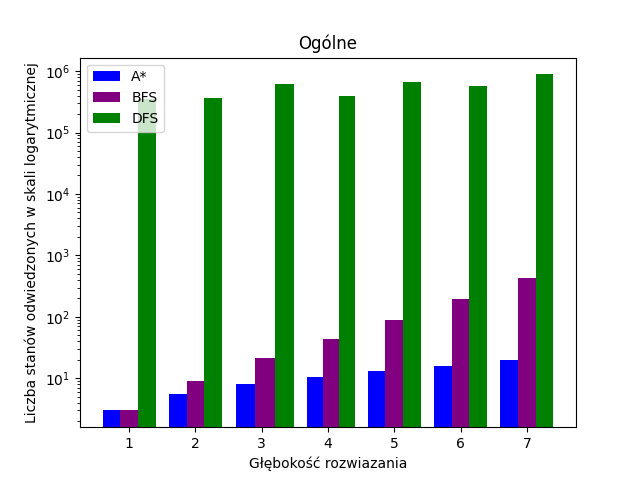 Ogólne
A*
BFS
DFS
Liczba stanów odwiedzonych w skali logarytmicznej
10⁶
10⁵
10⁴
10³
10²
10¹
1 2 3 4 5 6 7
Głębokość rozwiazania